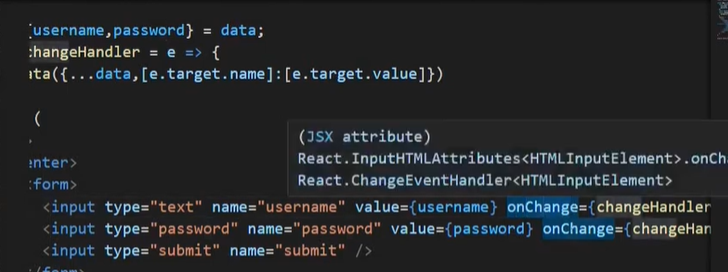 {username,password} = data;
changeHandler = e => {
ata({...data,[e.target.name]:[e.target.value]})
(
enter>
form>
(JSX attribute)
React.InputHTMLAttributes<HTMLInputElement>.onCh
React.ChangeEventHandler<HTMLInputElement>
<input type="text" name="username" value={username} onChange={changeHandler
<input type="password" name="password" value={password} onChange={changeHan
<input type="submit" name="submit" />
</form>